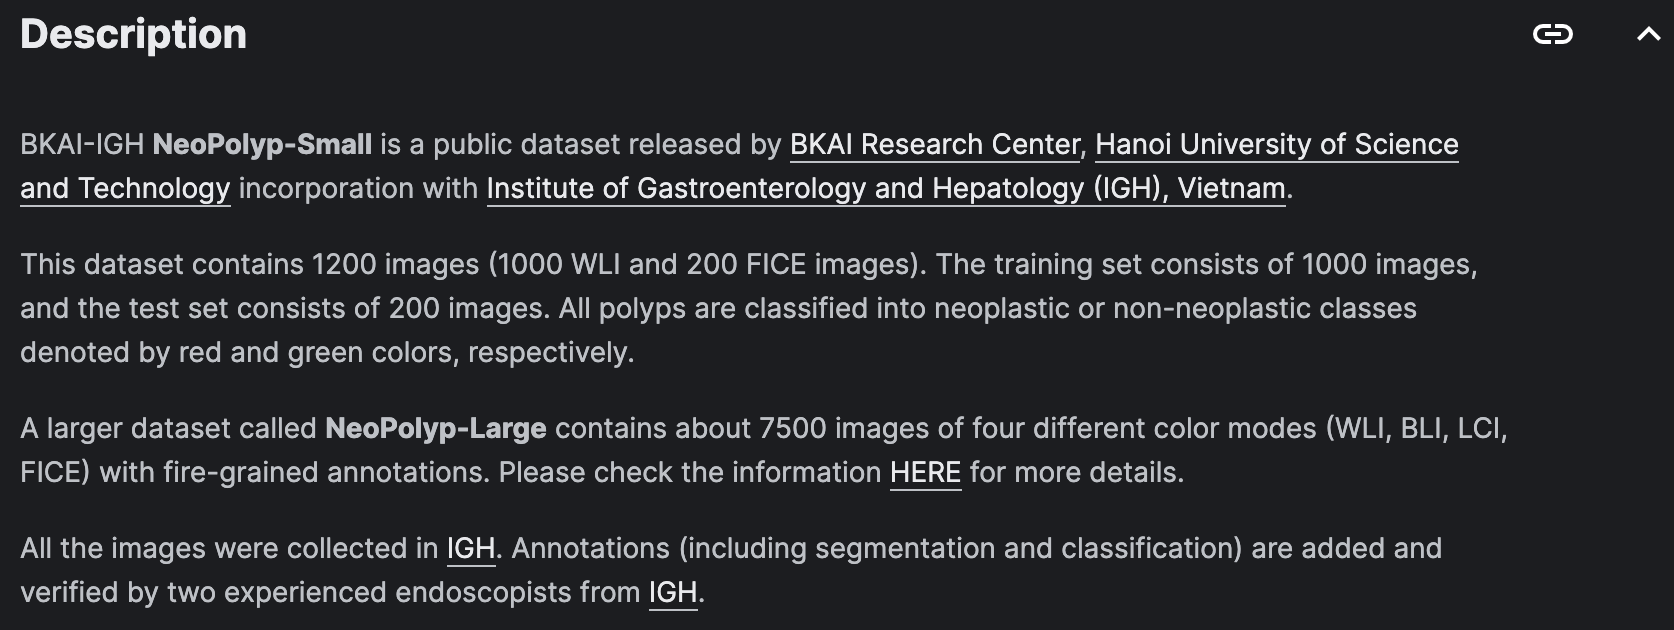 Description
BKAI-IGH NeoPolyp-Small is a public dataset released by BKAI Research Center, Hanoi University of Science
and Technology incorporation with Institute of Gastroenterology and Hepatology (IGH), Vietnam.
This dataset contains 1200 images (1000 WLI and 200 FICE images). The training set consists of 1000 images,
and the test set consists of 200 images. All polyps are classified into neoplastic or non-neoplastic classes
denoted by red and green colors, respectively.
A larger dataset called NeoPolyp-Large contains about 7500 images of four different color modes (WLI, BLI, LCI,
FICE) with fire-grained annotations. Please check the information HERE for more details.
All the images were collected in IGH. Annotations (including segmentation and classification) are added and
verified by two experienced endoscopists from IGH.